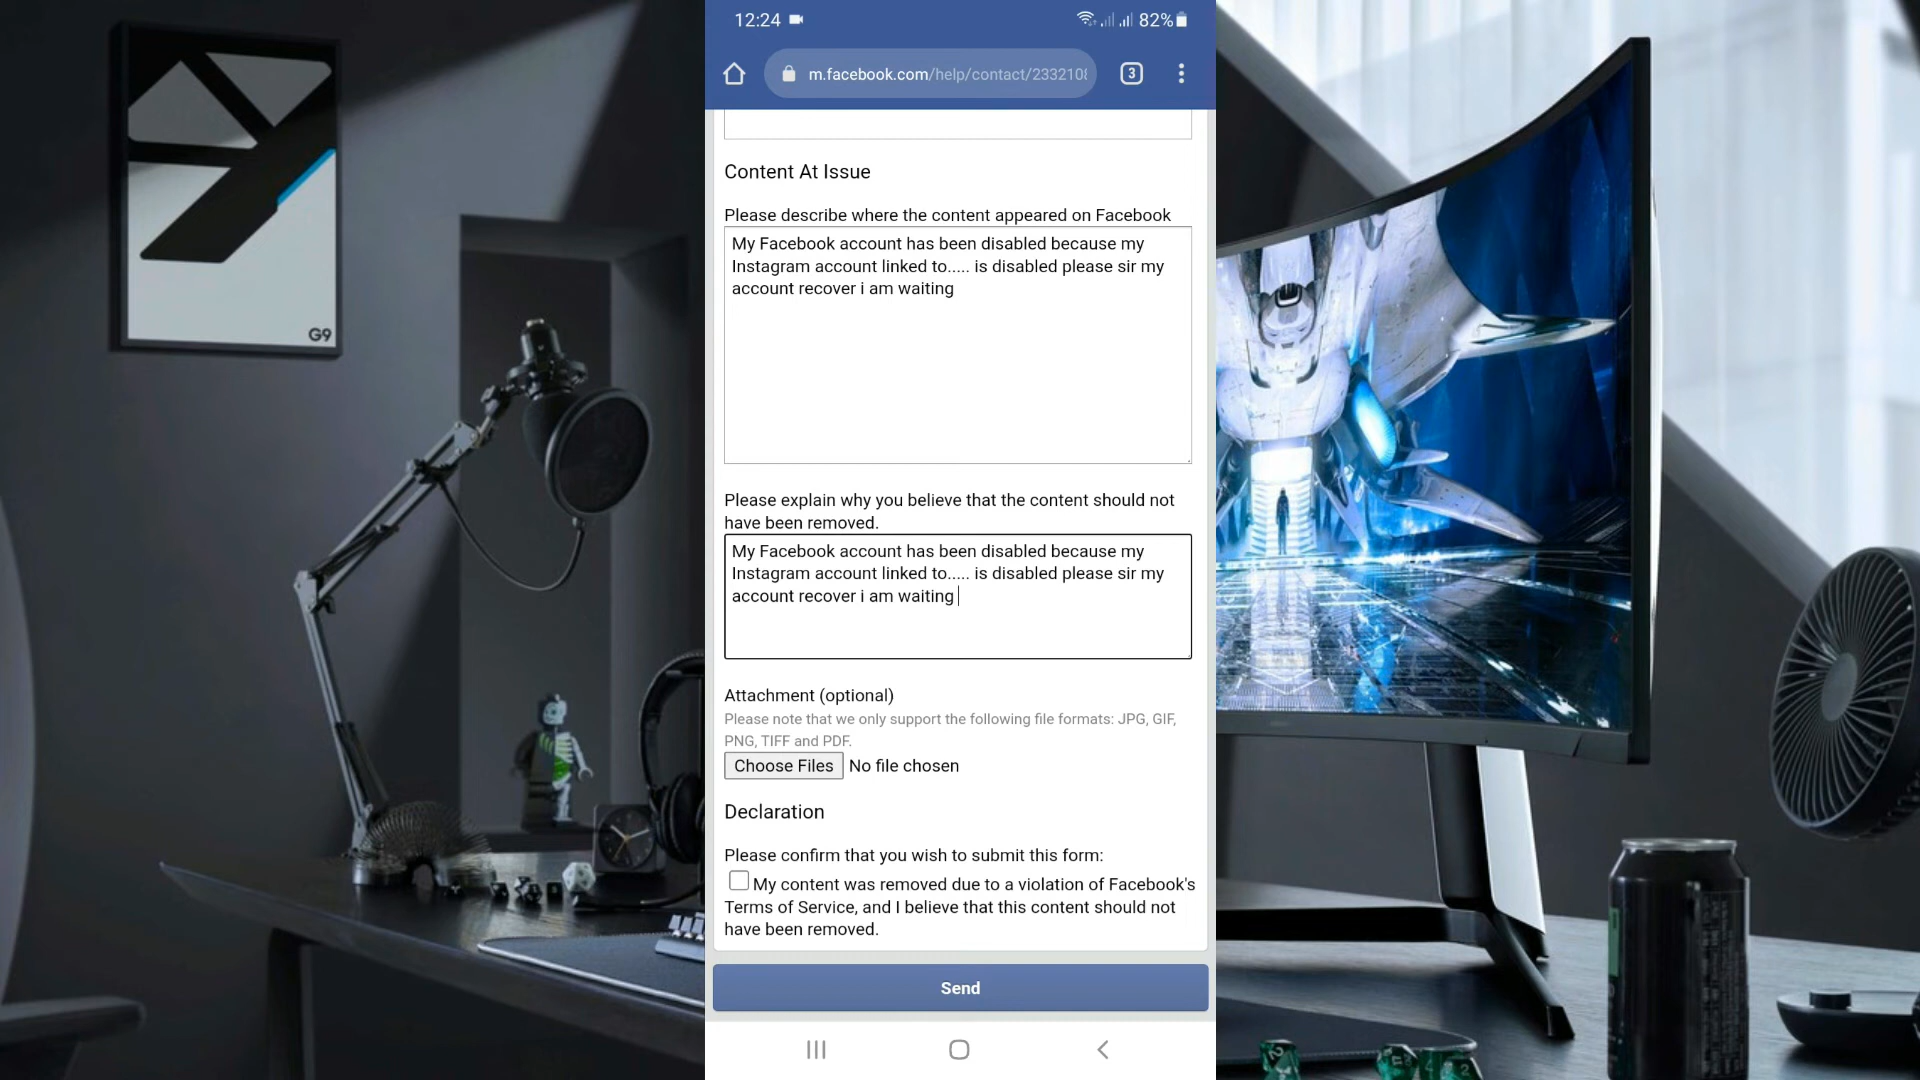 12:24
82%
m.facebook.com/help/contact/2332108
3
Content At Issue
Please describe where the content appeared on Facebook
My Facebook account has been disabled because my
Instagram account linked to..... is disabled please sir my
account recover i am waiting
Please explain why you believe that the content should not
have been removed.
My Facebook account has been disabled because my
Instagram account linked to..... is disabled please sir my
account recover i am waiting
Attachment (optional)
Please note that we only support the following file formats: JPG, GIF,
PNG, TIFF and PDF.
Choose Files No file chosen
Declaration
Please confirm that you wish to submit this form:
My content was removed due to a violation of Facebook's
Terms of Service, and I believe that this content should not
have been removed.
Send
G9